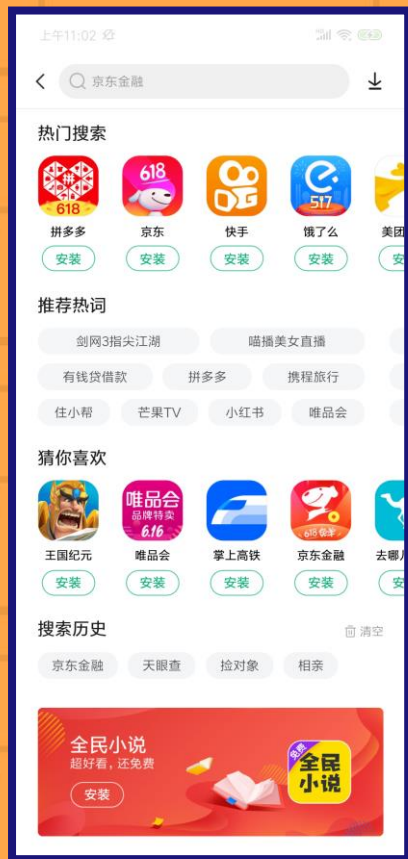 上午11:02
京东金融
热门搜索
618
618
517
拼多多
京东
快手
饿了么
美团
安装
安装
安装
安装
安
推荐热词
剑网3指尖江湖
喵播美女直播
有钱贷借款
拼多多
携程旅行
住小帮
芒果TV
小红书
唯品会
猜你喜欢
唯品会
品牌特卖
6.16
王国纪元
唯品会
掌上高铁
京东金融
去哪儿
安装
安装
安装
安装
安
搜索历史
清空
京东金融
天眼查
捡对象
相亲
全民小说
超好看,还免费
安装
免费
全民
小说